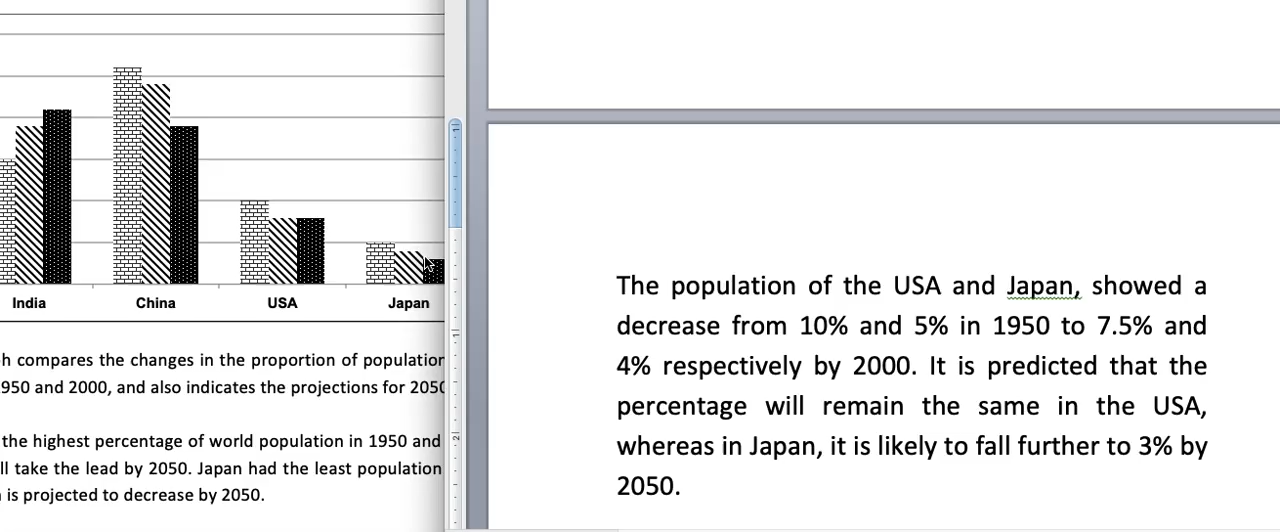 India China USA Japan
h compares the changes in the proportion of population
950 and 2000, and also indicates the projections for 205
the highest percentage of world population in 1950 and
ll take the lead by 2050. Japan had the least population
is projected to decrease by 2050.
The population of the USA and Japan, showed a
decrease from 10% and 5% in 1950 to 7.5% and
4% respectively by 2000. It is predicted that the
percentage will remain the same in the USA,
whereas in Japan, it is likely to fall further to 3% by
2050.